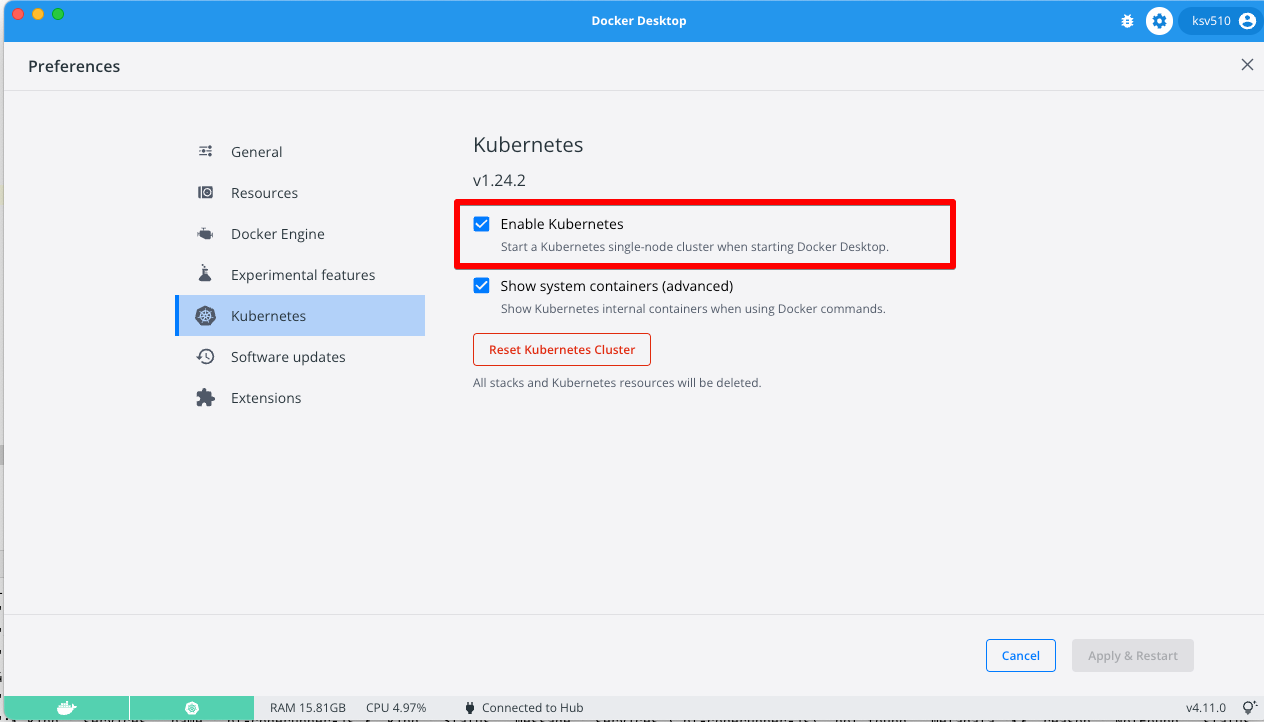 Docker Desktop
ksv510
Preferences
General
Resources
Docker Engine
Experimental features
Kubernetes
Software updates
Extensions
Kubernetes
v1.24.2
Enable Kubernetes
Start a Kubernetes single-node cluster when starting Docker Desktop.
Show system containers (advanced)
Show Kubernetes internal containers when using Docker commands.
Reset Kubernetes Cluster
All stacks and Kubernetes resources will be deleted.
Cancel
Apply & Restart
RAM 15.81GB CPU 4.97% Connected to Hub v4.11.0